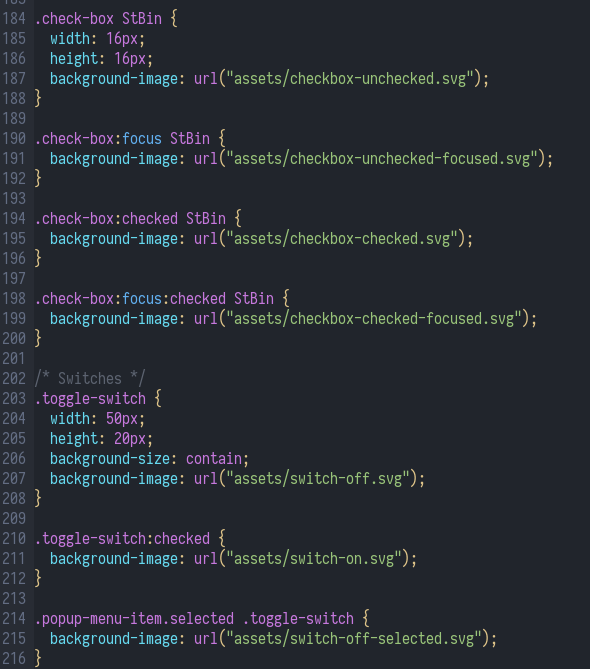 184 .check-box StBin {
185   width: 16px;
186   height: 16px;
187   background-image: url("assets/checkbox-unchecked.svg");
188 }
189
190 .check-box:focus StBin {
191   background-image: url("assets/checkbox-unchecked-focused.svg");
192 }
193
194 .check-box:checked StBin {
195   background-image: url("assets/checkbox-checked.svg");
196 }
197
198 .check-box:focus:checked StBin {
199   background-image: url("assets/checkbox-checked-focused.svg");
200 }
201
202 /* Switches */
203 .toggle-switch {
204   width: 50px;
205   height: 20px;
206   background-size: contain;
207   background-image: url("assets/switch-off.svg");
208 }
209
210 .toggle-switch:checked {
211   background-image: url("assets/switch-on.svg");
212 }
213
214 .popup-menu-item.selected .toggle-switch {
215   background-image: url("assets/switch-off-selected.svg");
216 }